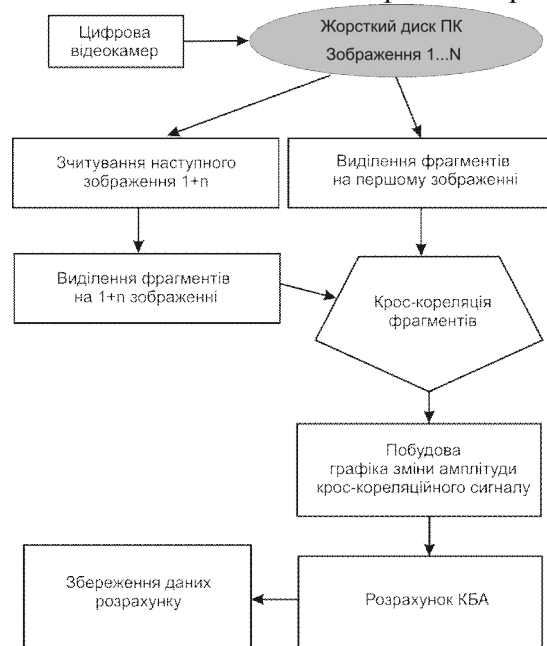 Цифрова
відеокамер
Жорсткий диск ПК
Зображення 1...N
Зчитування наступного
зображення 1+n
Виділення фрагментів
на першому зображенні
Виділення фрагментів
на 1+n зображенні
Крос-кореляція
фрагментів
Побудова
графіка зміни амплітуди
крос-кореляційного сигналу
Збереження даних
розрахунку
Розрахунок КБА